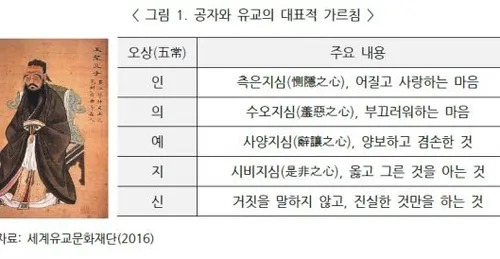 < 그림 1. 공자와 유교의 대표적 가르침 >
오상(五常) 주요 내용
인 측은지심(惻隱之心), 어질고 사랑하는 마음
의 수오지심(羞惡之心), 부끄러워하는 마음
예 사양지심(辭讓之心), 양보하고 겸손한 것
지 시비지심(是非之心), 옳고 그른 것을 아는 것
신 거짓을 말하지 않고, 진실한 것만을 하는 것
자료: 세계유교문화재단(2016)